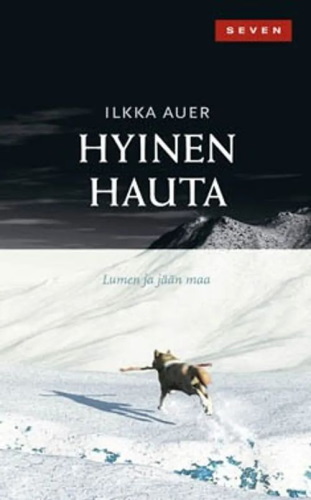 SEVEN
ILKKA AUER
HYINEN
HAUTA
Lumen ja jään maa